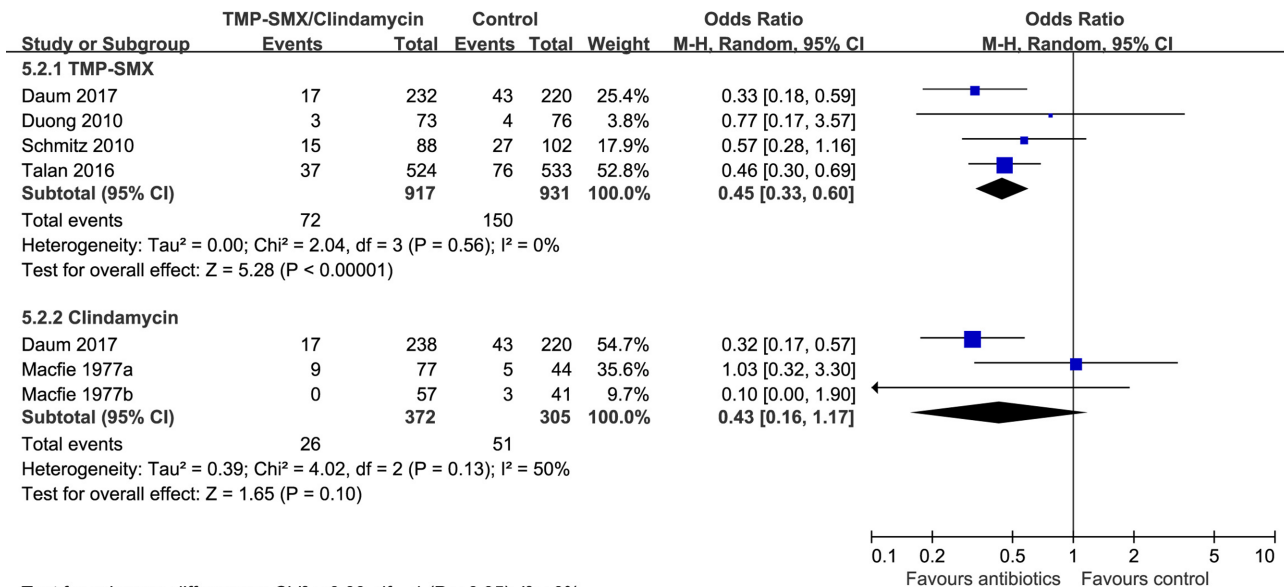 TMP-SMX/Clindamycin Control Odds Ratio Odds Ratio
Study or Subgroup Events Total Events Total Weight M-H, Random, 95% CI M-H, Random, 95% CI
5.2.1 TMP-SMX
Daum 2017 17 232 43 220 25.4% 0.33 [0.18, 0.59]
Duong 2010 3 73 4 76 3.8% 0.77 [0.17, 3.57]
Schmitz 2010 15 88 27 102 17.9% 0.57 [0.28, 1.16]
Talan 2016 37 524 76 533 52.8% 0.46 [0.30, 0.69]
Subtotal (95% CI) 917 931 100.0% 0.45 [0.33, 0.60]
Total events 72 150
Heterogeneity: Tau² = 0.00; Chi² = 2.04, df = 3 (P = 0.56); I² = 0%
Test for overall effect: Z = 5.28 (P < 0.00001)
5.2.2 Clindamycin
Daum 2017 17 238 43 220 54.7% 0.32 [0.17, 0.57]
Macfie 1977a 9 77 5 44 35.6% 1.03 [0.32, 3.30]
Macfie 1977b 0 57 3 41 9.7% 0.10 [0.00, 1.90]
Subtotal (95% CI) 372 305 100.0% 0.43 [0.16, 1.17]
Total events 26 51
Heterogeneity: Tau² = 0.39; Chi² = 4.02, df = 2 (P = 0.13); I² = 50%
Test for overall effect: Z = 1.65 (P = 0.10)
0.1 0.2 0.5 1 2 5 10
Favours antibiotics Favours control